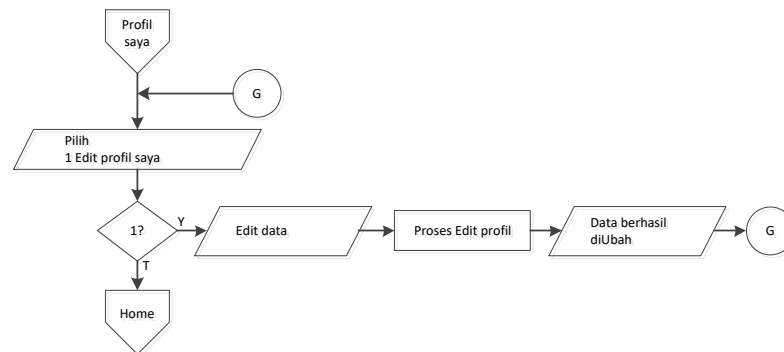 Profil
saya
G
Pilih
1 Edit profil saya
1?
Y
Edit data
Proses Edit profil
Data berhasil
diUbah
G
T
Home